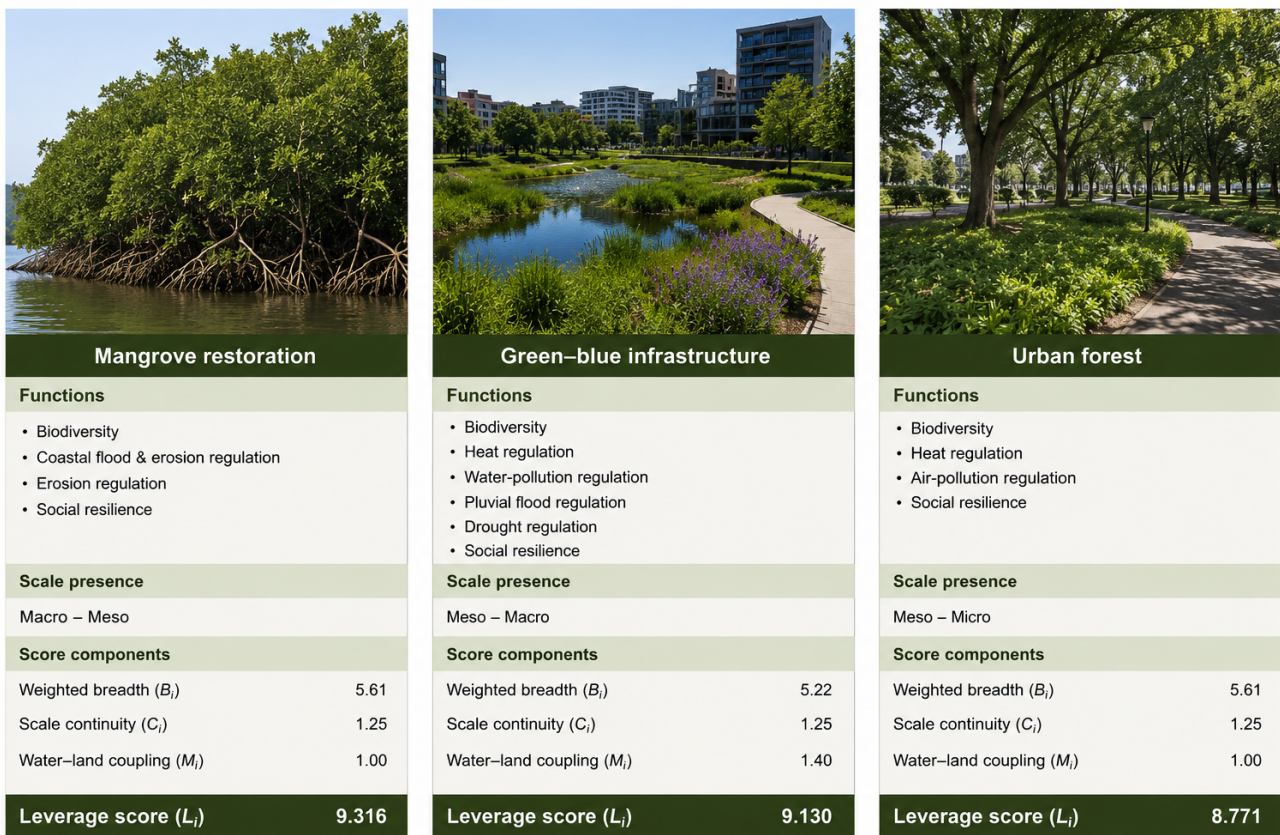 Mangrove restoration
Functions
• Biodiversity
• Coastal flood & erosion regulation
• Erosion regulation
• Social resilience
Scale presence
Macro – Meso
Score components
Weighted breadth (Bi) 5.61
Scale continuity (Ci) 1.25
Water–land coupling (Mi) 1.00
Leverage score (Li) 9.316
Green–blue infrastructure
Functions
• Biodiversity
• Heat regulation
• Water-pollution regulation
• Pluvial flood regulation
• Drought regulation
• Social resilience
Scale presence
Meso – Macro
Score components
Weighted breadth (Bi) 5.22
Scale continuity (Ci) 1.25
Water–land coupling (Mi) 1.40
Leverage score (Li) 9.130
Urban forest
Functions
• Biodiversity
• Heat regulation
• Air-pollution regulation
• Social resilience
Scale presence
Meso – Micro
Score components
Weighted breadth (Bi) 5.61
Scale continuity (Ci) 1.25
Water–land coupling (Mi) 1.00
Leverage score (Li) 8.771